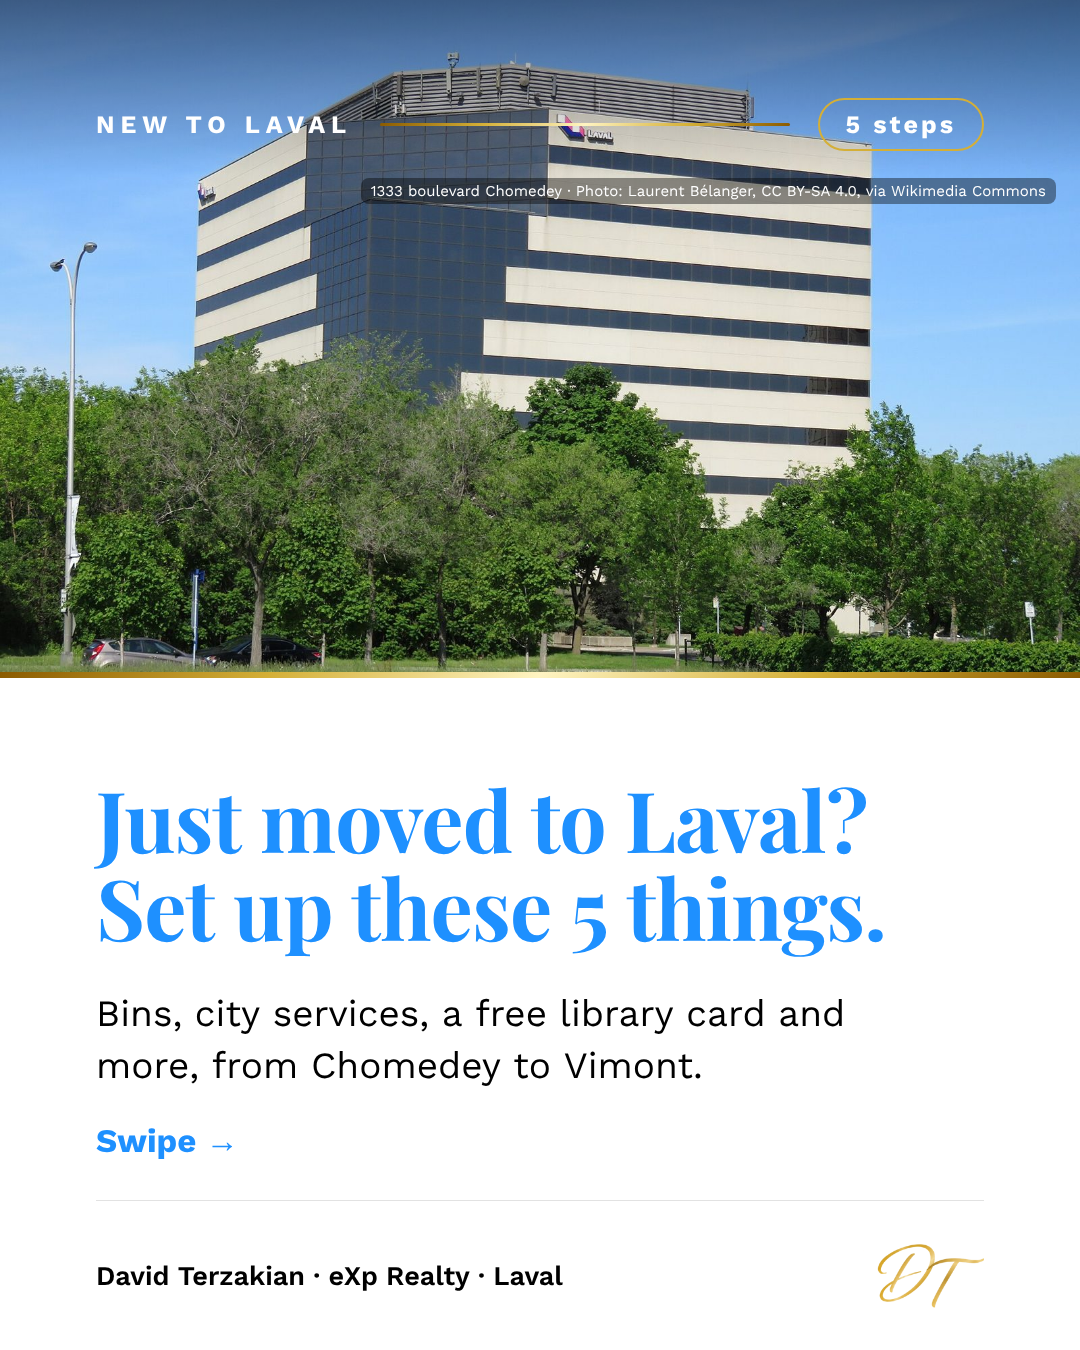 NEW TO LAVAL
5 steps
LAVAL
1333 boulevard Chomedey · Photo: Laurent Bélanger, CC BY-SA 4.0, via Wikimedia Commons
Just moved to Laval?
Set up these 5 things.
Bins, city services, a free library card and
more, from Chomedey to Vimont.
Swipe →
David Terzakian · eXp Realty · Laval
DT